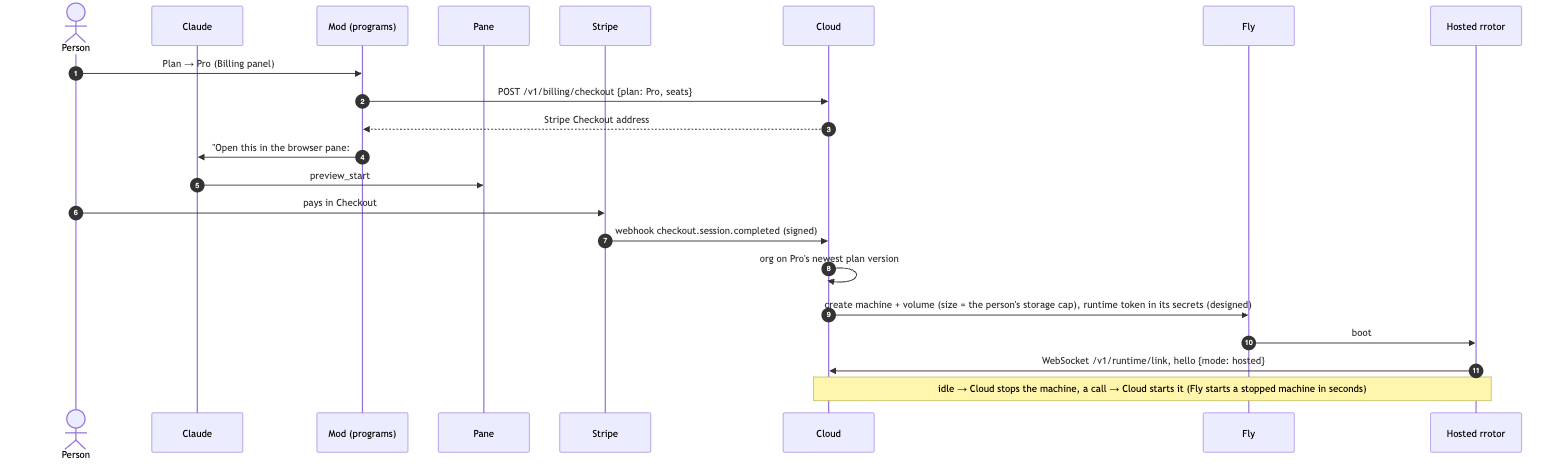 Person
Claude
Mod (programs)
Pane
Stripe
Cloud
Fly
Hosted rrotor
1
Plan → Pro (Billing panel)
2
POST /v1/billing/checkout {plan: Pro, seats}
3
Stripe Checkout address
4
"Open this in the browser pane:
5
preview_start
6
pays in Checkout
7
webhook checkout.session.completed (signed)
8
org on Pro's newest plan version
9
create machine + volume (size = the person's storage cap), runtime token in its secrets (designed)
10
boot
11
WebSocket /v1/runtime/link, hello {mode: hosted}
idle → Cloud stops the machine, a call → Cloud starts it (Fly starts a stopped machine in seconds)
Person
Claude
Mod (programs)
Pane
Stripe
Cloud
Fly
Hosted rrotor